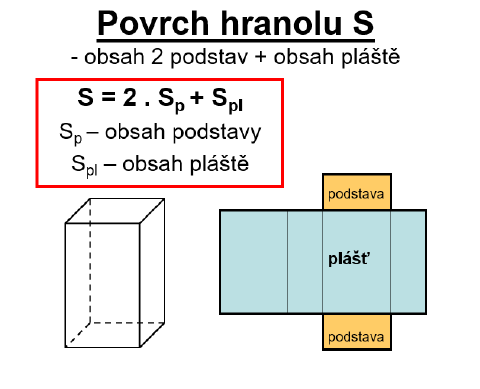 Povrch hranolu S
- obsah 2 podstav + obsah pláště
S = 2 . Sp + Spl
Sp – obsah podstavy
Spl – obsah pláště
podstava
plášť
podstava